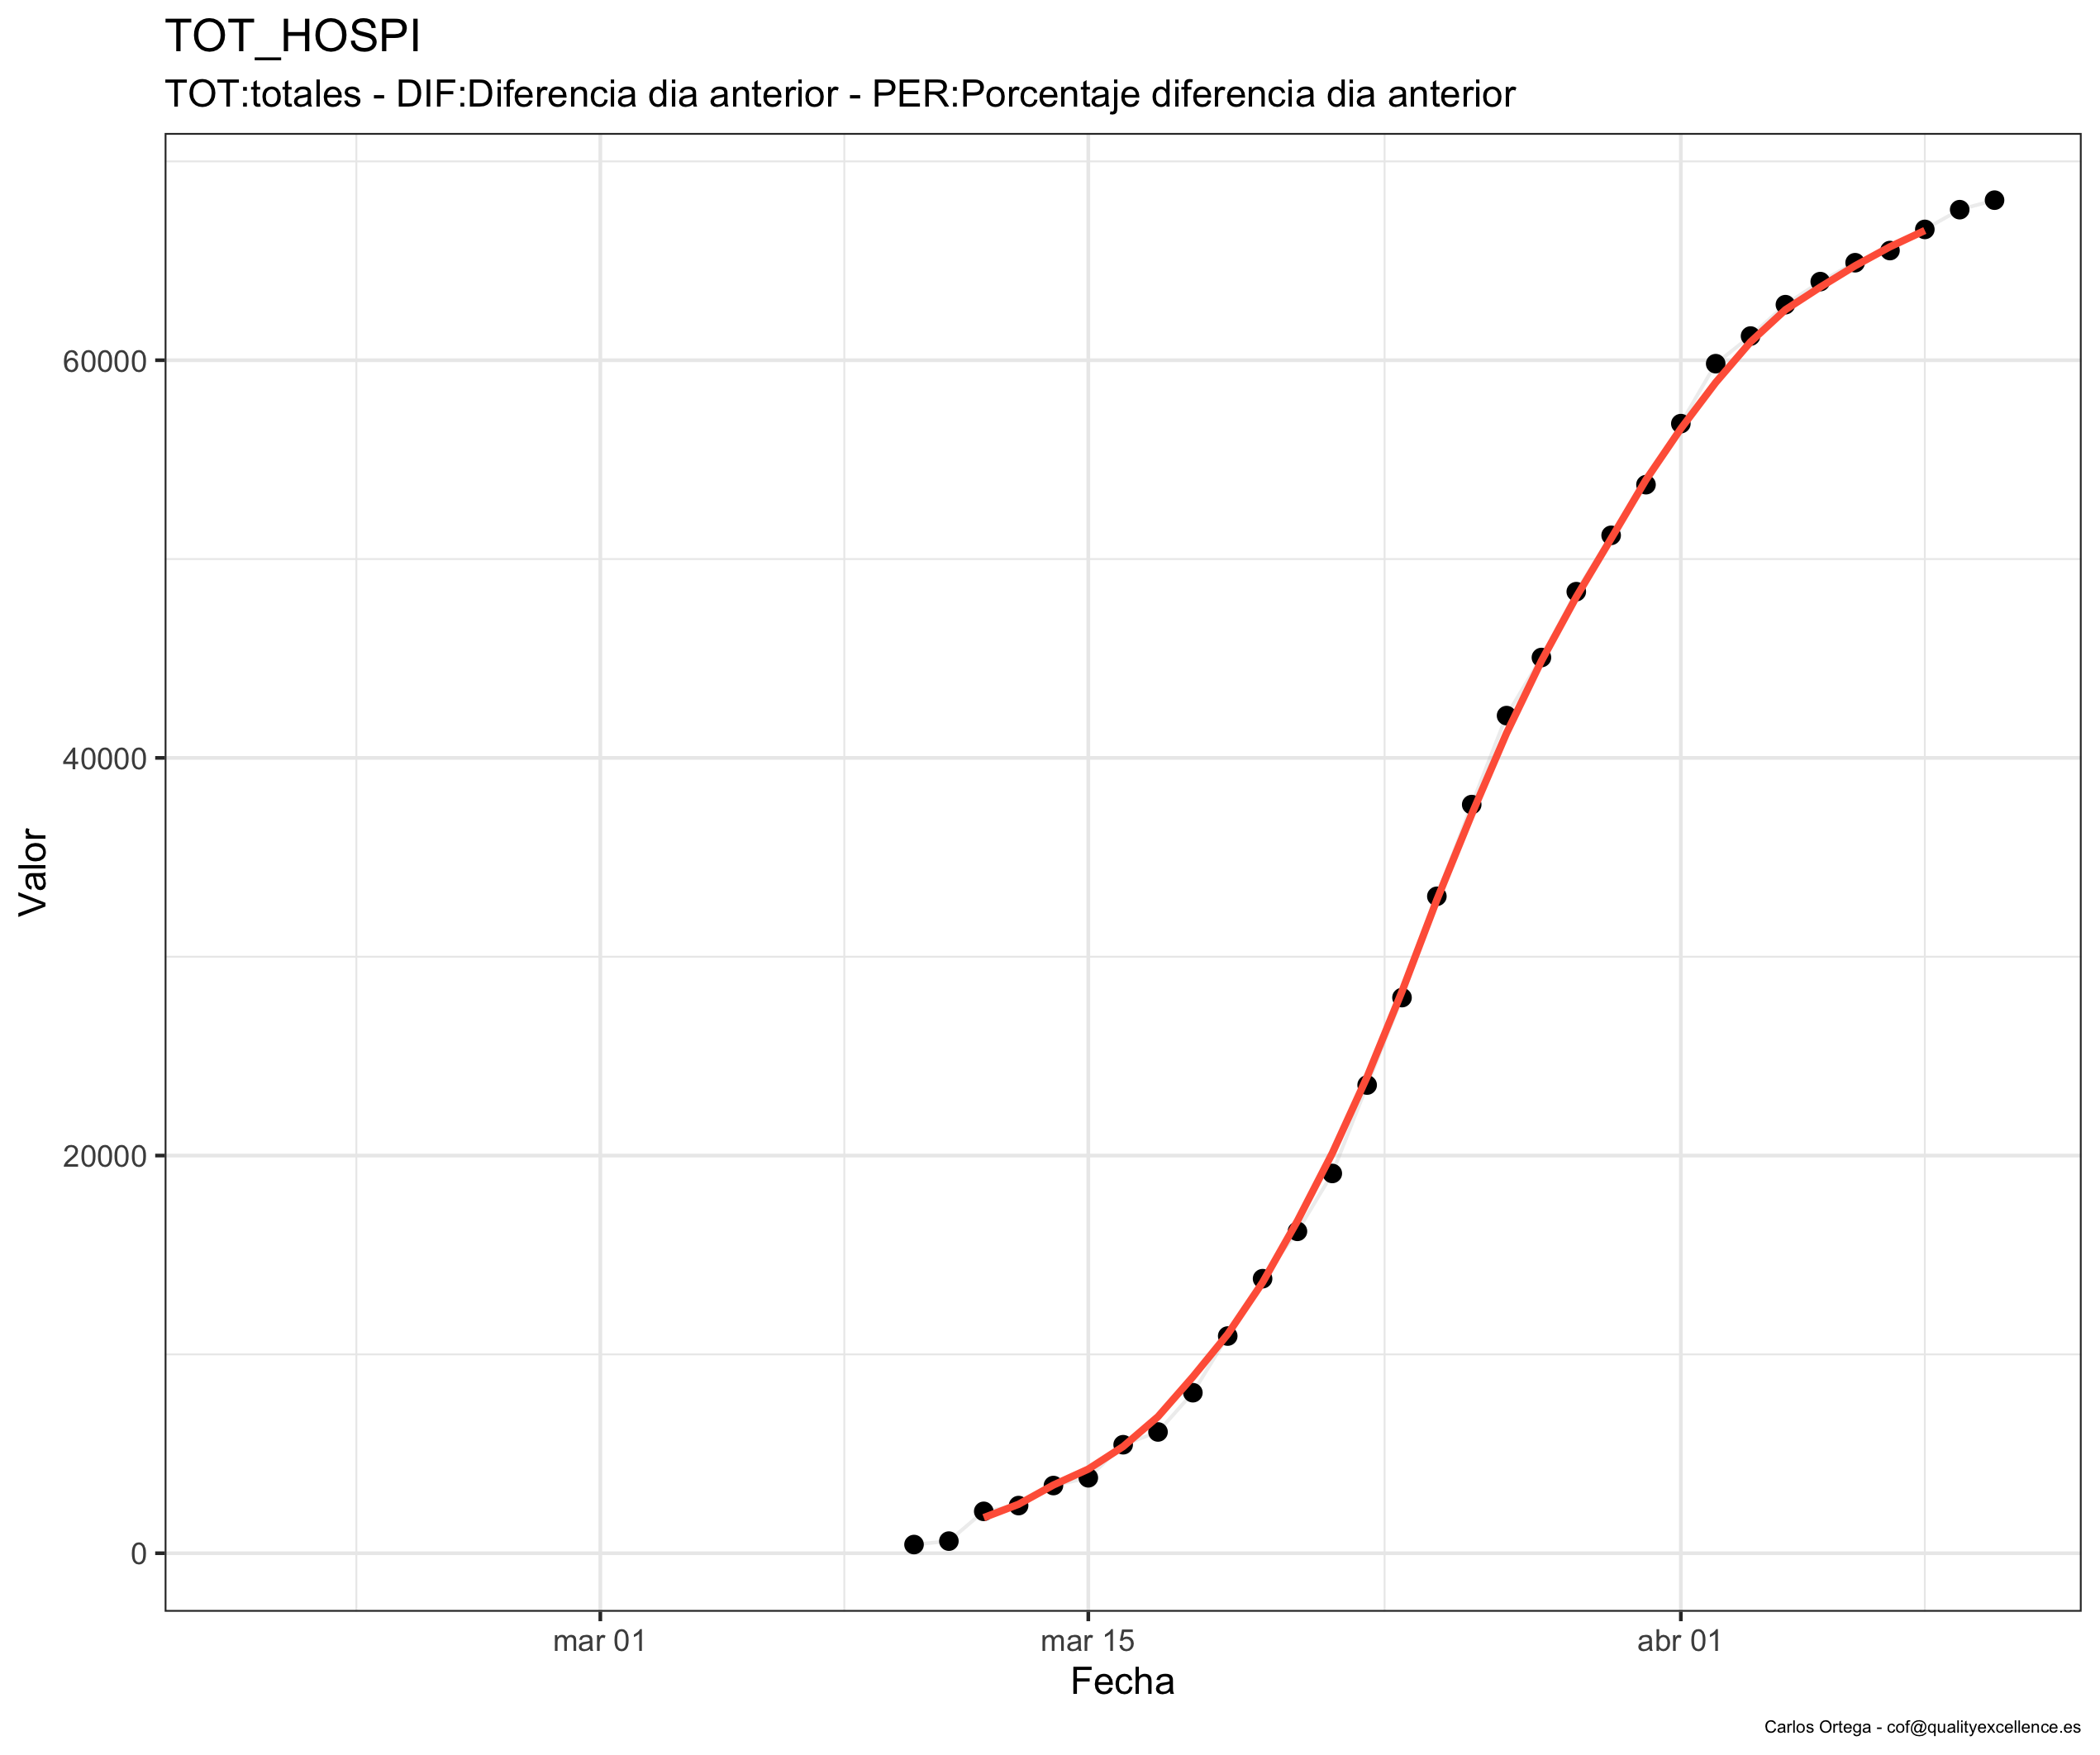 TOT_HOSPI
TOT:totales - DIF:Diferencia dia anterior - PER:Porcentaje diferencia dia anterior
60000
40000
20000
0
Valor
mar 01
mar 15
abr 01
Fecha
Carlos Ortega - cof@qualityexcellence.es